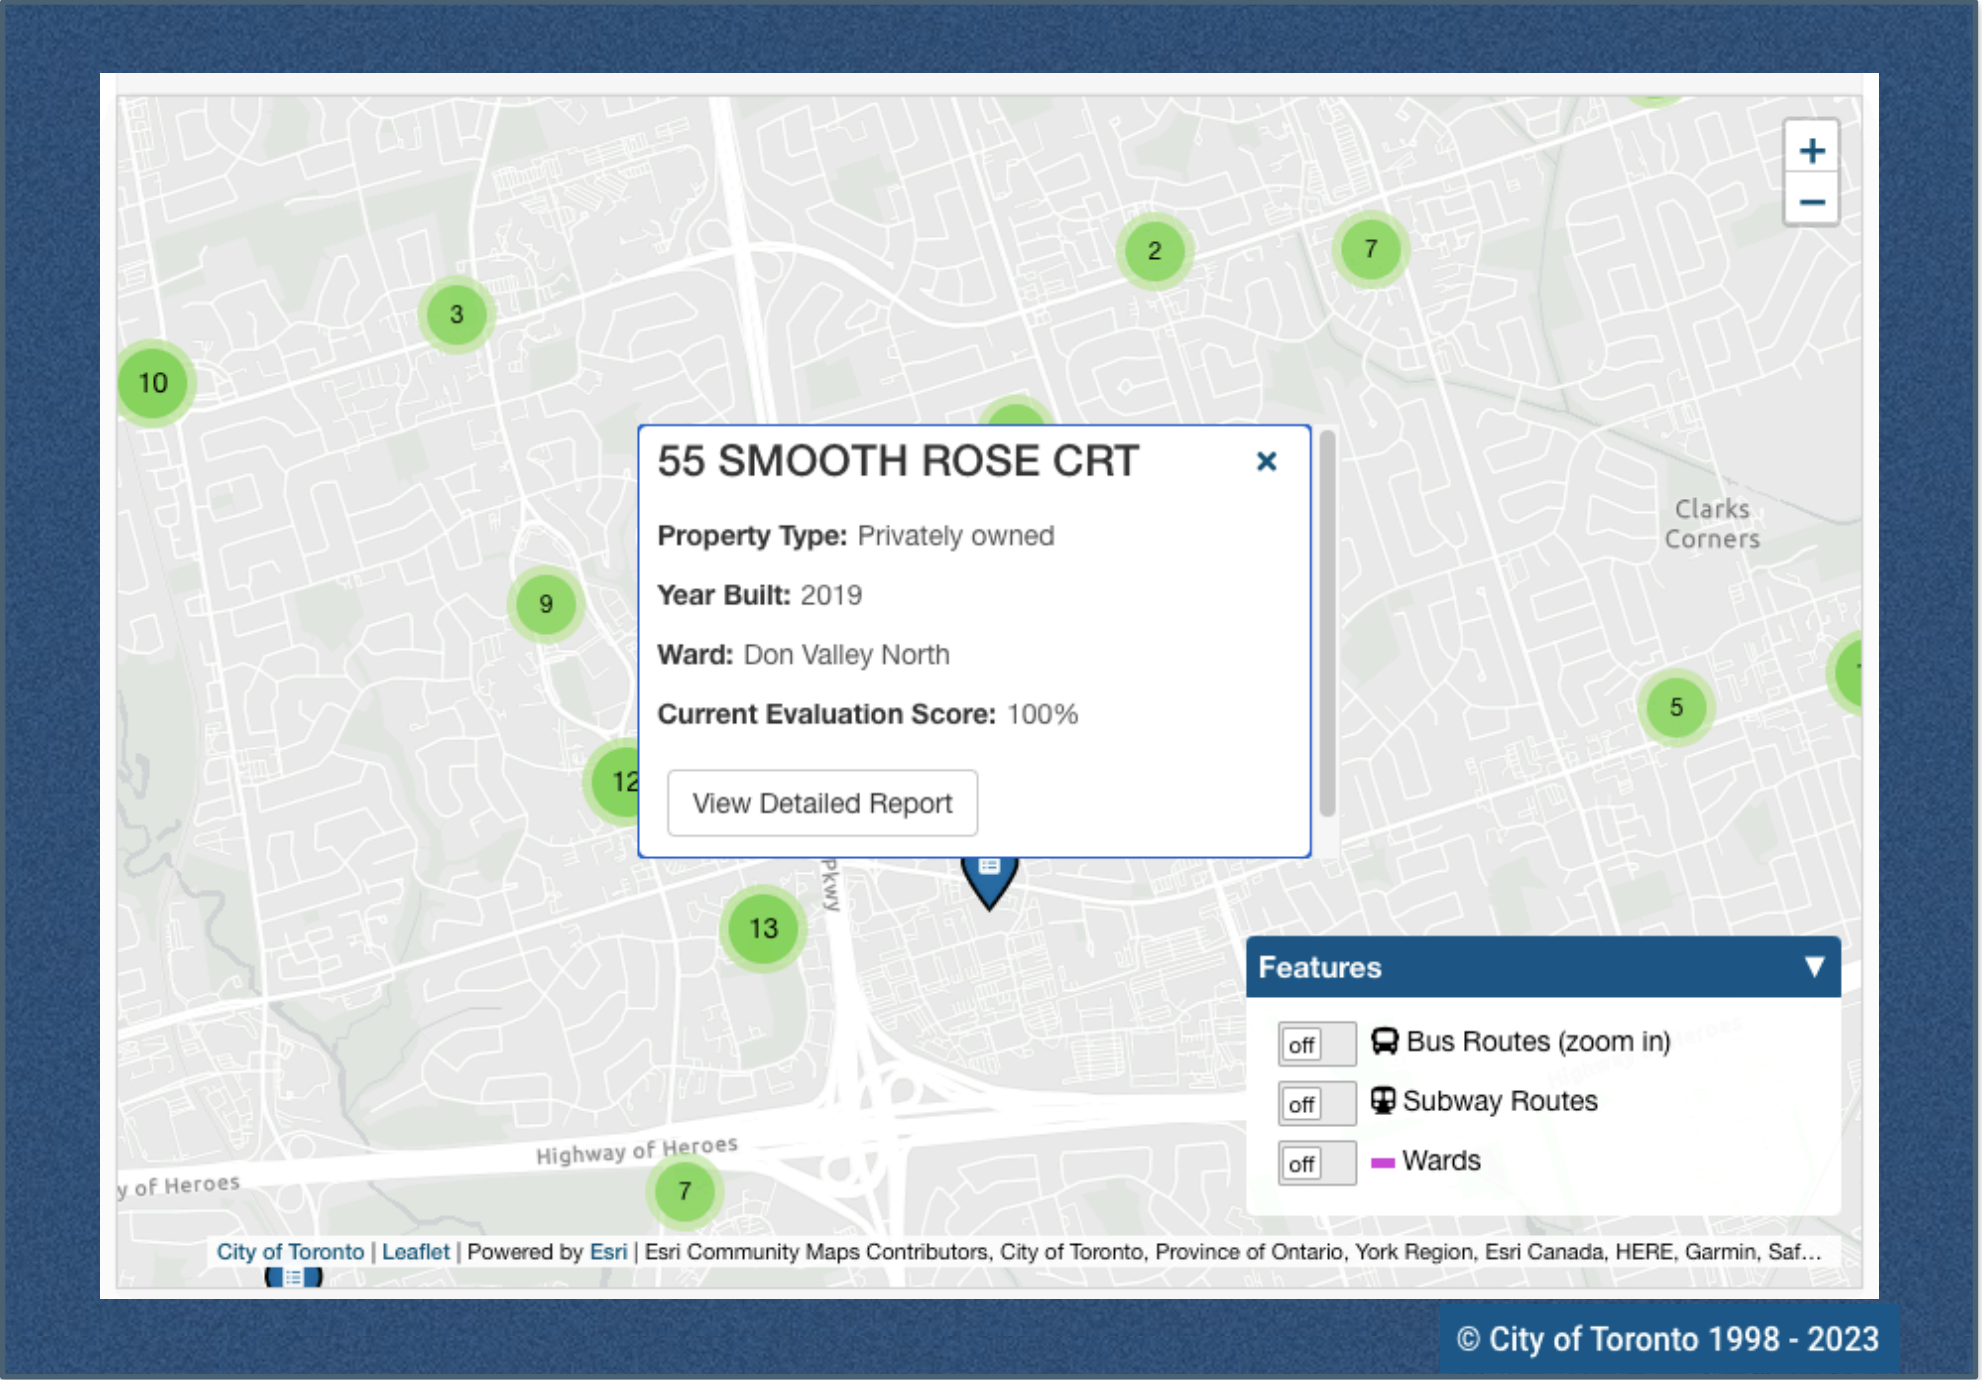 2
7
3
10
55 SMOOTH ROSE CRT
Property Type: Privately owned
Year Built: 2019
Ward: Don Valley North
Current Evaluation Score: 100%
View Detailed Report
Clarks
Corners
9
5
12
Pkwy
13
Features
off Bus Routes (zoom in)
off Subway Routes
off Wards
Highway of Heroes
y of Heroes
7
City of Toronto | Leaflet | Powered by Esri | Esri Community Maps Contributors, City of Toronto, Province of Ontario, York Region, Esri Canada, HERE, Garmin, Saf...
© City of Toronto 1998 - 2023